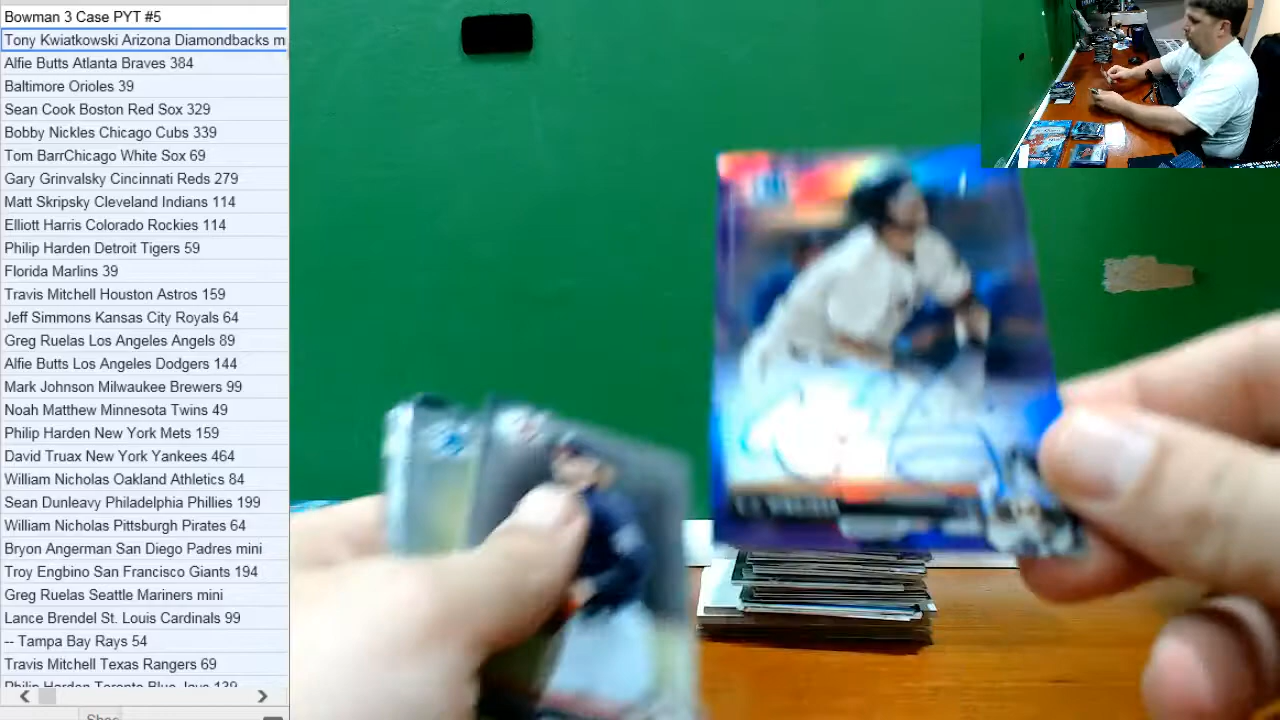 Bowman 3 Case PYT #5
Tony Kwiatkowski Arizona Diamondbacks m
Alfie Butts Atlanta Braves 384
Baltimore Orioles 39
Sean Cook Boston Red Sox 329
Bobby Nickles Chicago Cubs 339
Tom BarrChicago White Sox 69
Gary Grinvalsky Cincinnati Reds 279
Matt Skripsky Cleveland Indians 114
Elliott Harris Colorado Rockies 114
Philip Harden Detroit Tigers 59
Florida Marlins 39
Travis Mitchell Houston Astros 159
Jeff Simmons Kansas City Royals 64
Greg Ruelas Los Angeles Angels 89
Alfie Butts Los Angeles Dodgers 144
Mark Johnson Milwaukee Brewers 99
Noah Matthew Minnesota Twins 49
Philip Harden New York Mets 159
David Truax New York Yankees 464
William Nicholas Oakland Athletics 84
Sean Dunleavy Philadelphia Phillies 199
William Nicholas Pittsburgh Pirates 64
Bryon Angerman San Diego Padres mini
Troy Engbino San Francisco Giants 194
Greg Ruelas Seattle Mariners mini
Lance Brendel St. Louis Cardinals 99
-- Tampa Bay Rays 54
Travis Mitchell Texas Rangers 69
Philip Harden Toronto Blue Jays 139